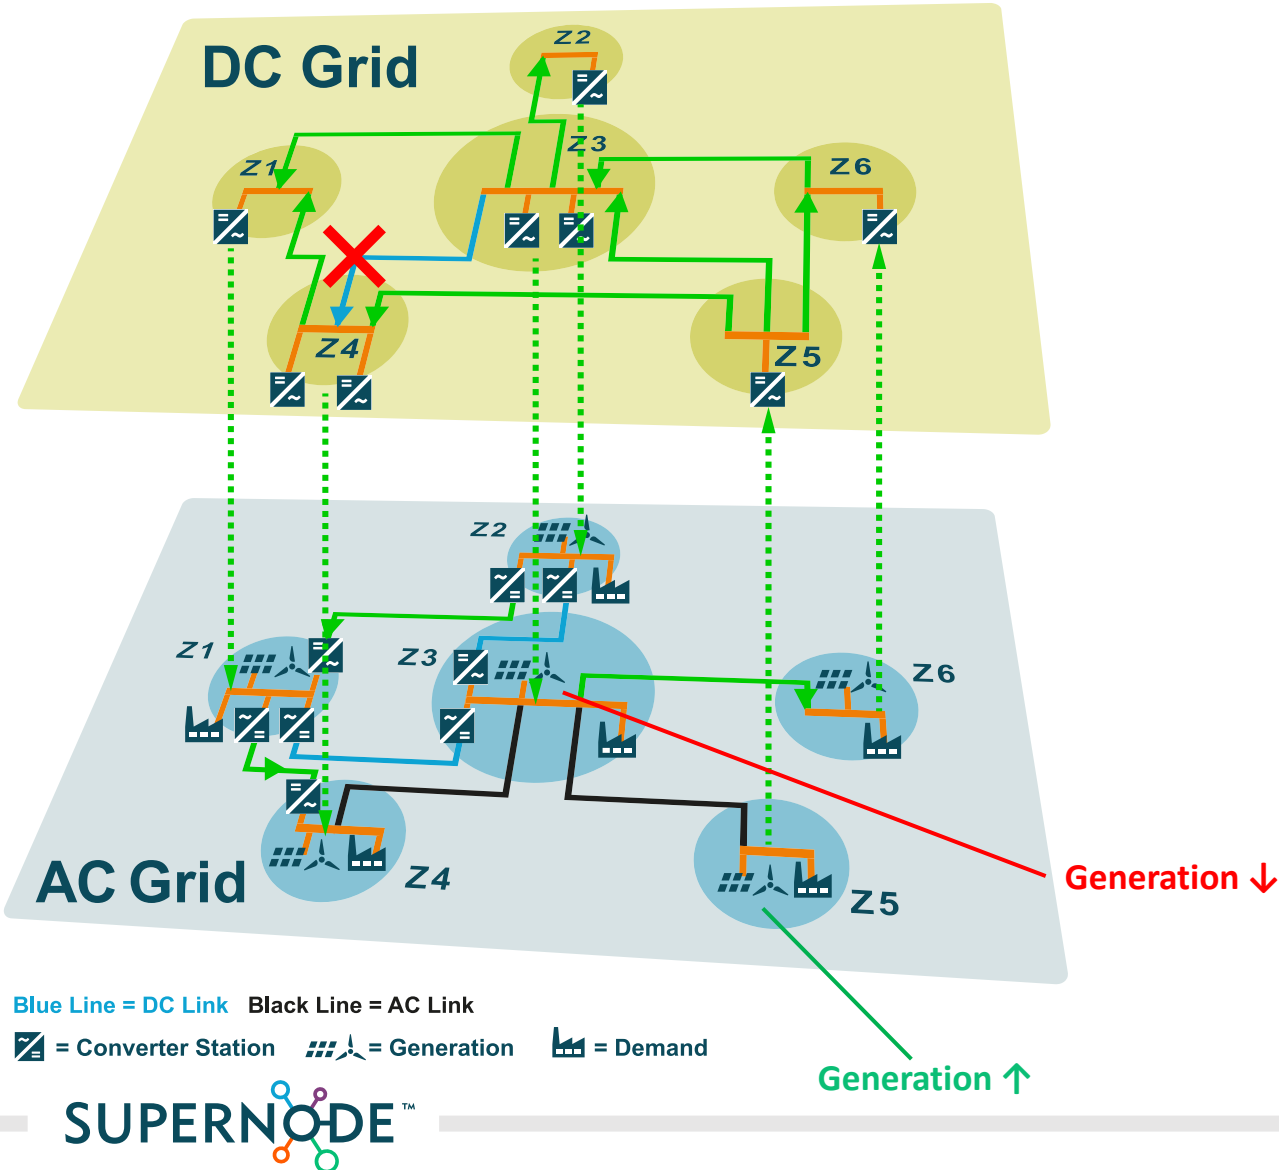 DC Grid
Z2
Z3
Z1
Z6
Z4
Z5
Z2
Z1
Z3
Z6
AC Grid
Z4
Z5
Generation ↓
Generation ↑
Blue Line = DC Link Black Line = AC Link
= Converter Station = Generation = Demand
SUPERNODE™